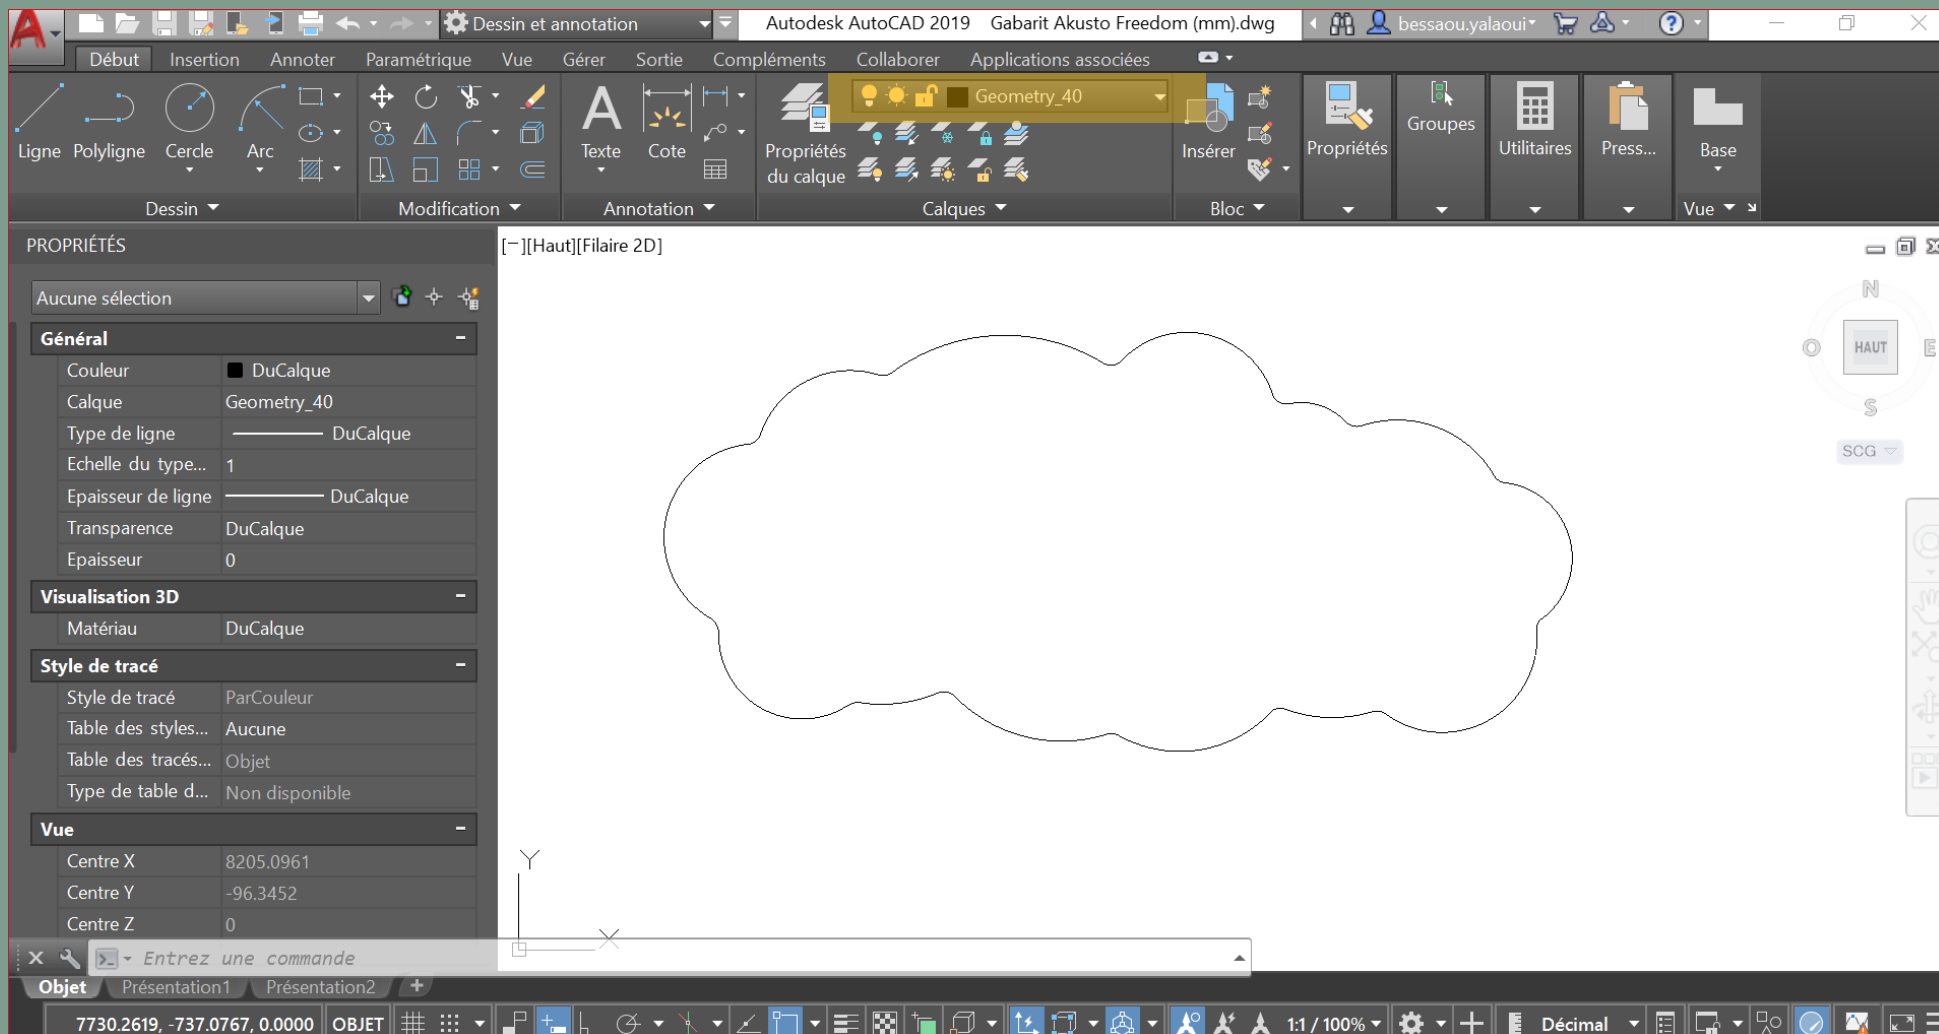 Dessin et annotation
Autodesk AutoCAD 2019 Gabarit Akusto Freedom (mm).dwg
bessaou.yalaoui
Début Insertion Annoter Paramétrique Vue Gérer Sortie Compléments Collaborer Applications associées
Geometry_40
Ligne Polyligne Cercle Arc
Texte Cote
Propriétés
du calque
Insérer
Propriétés
Groupes
Utilitaires
Press...
Base
Dessin Modification Annotation Calques Bloc Vue
PROPRIÉTÉS
[−][Haut][Filaire 2D]
Aucune sélection
Général
Couleur DuCalque
Calque Geometry_40
Type de ligne DuCalque
Echelle du type... 1
Epaisseur de ligne DuCalque
Transparence DuCalque
Epaisseur 0
Visualisation 3D
Matériau DuCalque
Style de tracé
Style de tracé ParCouleur
Table des styles... Aucune
Table des tracés... Objet
Type de table d... Non disponible
Vue
Centre X 8205.0961
Centre Y -96.3452
Centre Z 0
N
O HAUT E
S
SCG
Y
X
Entrez une commande
Objet Présentation1 Présentation2 +
7730.2619, -737.0767, 0.0000 OBJET 1:1 / 100% Décimal